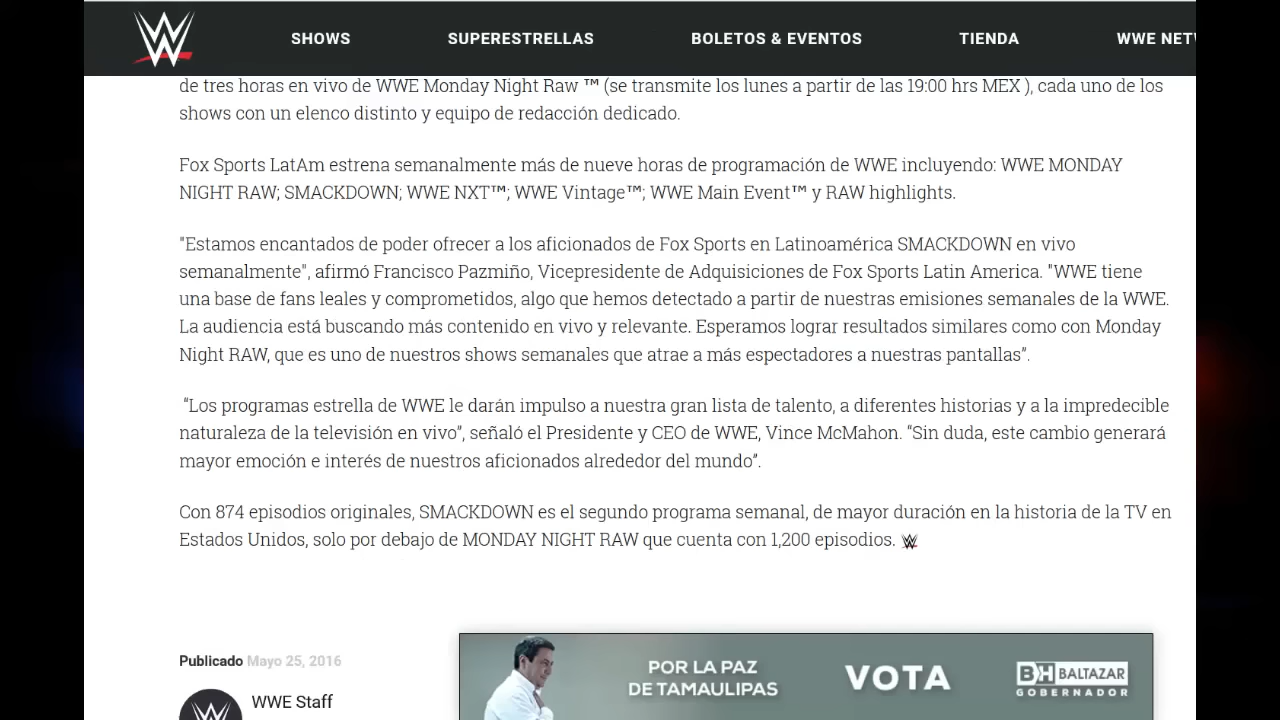 W
SHOWS
SUPERESTRELLAS
BOLETOS & EVENTOS
TIENDA
WWE NET
de tres horas en vivo de WWE Monday Night Raw ™ (se transmite los lunes a partir de las 19:00 hrs MEX ), cada uno de los
shows con un elenco distinto y equipo de redacción dedicado.
Fox Sports LatAm estrena semanalmente más de nueve horas de programación de WWE incluyendo: WWE MONDAY
NIGHT RAW; SMACKDOWN; WWE NXT™; WWE Vintage™; WWE Main Event™ y RAW highlights.
"Estamos encantados de poder ofrecer a los aficionados de Fox Sports en Latinoamérica SMACKDOWN en vivo
semanalmente", afirmó Francisco Pazmiño, Vicepresidente de Adquisiciones de Fox Sports Latin America. "WWE tiene
una base de fans leales y comprometidos, algo que hemos detectado a partir de nuestras emisiones semanales de la WWE.
La audiencia está buscando más contenido en vivo y relevante. Esperamos lograr resultados similares como con Monday
Night RAW, que es uno de nuestros shows semanales que atrae a más espectadores a nuestras pantallas”.
“Los programas estrella de WWE le darán impulso a nuestra gran lista de talento, a diferentes historias y a la impredecible
naturaleza de la televisión en vivo”, señaló el Presidente y CEO de WWE, Vince McMahon. “Sin duda, este cambio generará
mayor emoción e interés de nuestros aficionados alrededor del mundo”.
Con 874 episodios originales, SMACKDOWN es el segundo programa semanal, de mayor duración en la historia de la TV en
Estados Unidos, solo por debajo de MONDAY NIGHT RAW que cuenta con 1,200 episodios. W
Publicado Mayo 25, 2016
WWE Staff
POR LA PAZ
DE TAMAULIPAS
VOTA
BH BALTAZAR
GOBERNADOR